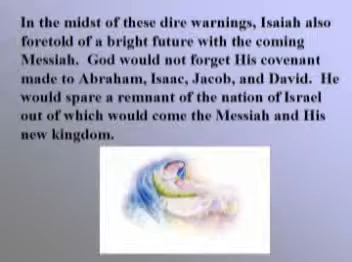 In the midst of these dire warnings, Isaiah also
foretold of a bright future with the coming
Messiah.  God would not forget His covenant
made to Abraham, Isaac, Jacob, and David.  He
would spare a remnant of the nation of Israel
out of which would come the Messiah and His
new kingdom.